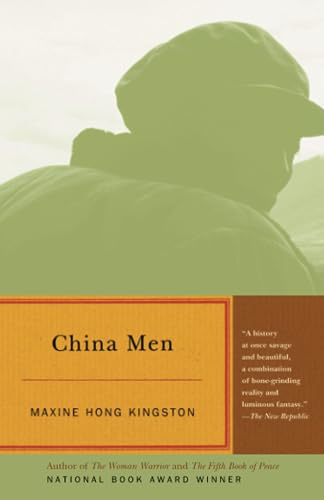 China Men
MAXINE HONG KINGSTON
“A history
at once savage
and beautiful,
a combination
of bone-grinding
reality and
luminous fantasy.”
—The New Republic
Author of The Woman Warrior and The Fifth Book of Peace
NATIONAL BOOK AWARD WINNER